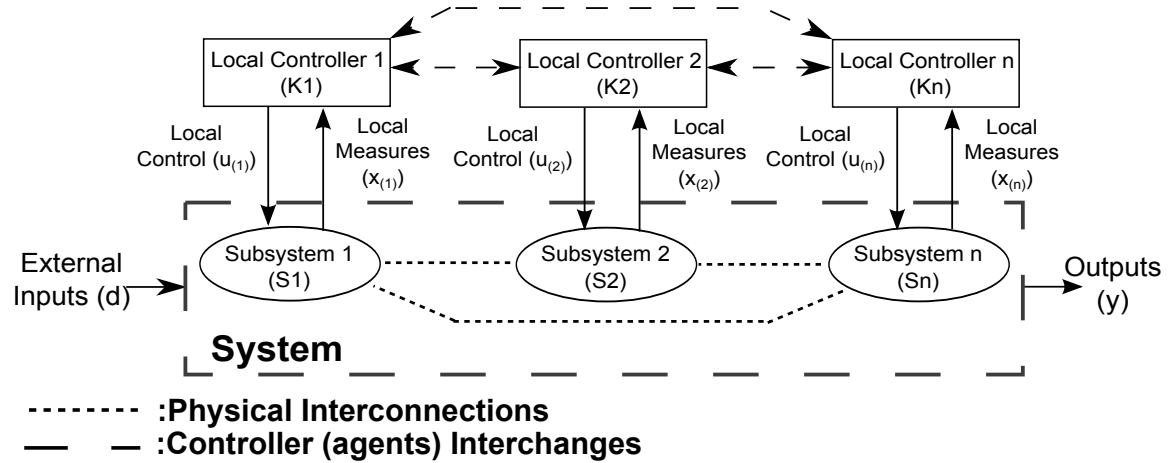 Local Controller 1
(K1)
Local Controller 2
(K2)
Local Controller n
(Kn)
Local
Control (u(1))
Local
Measures
(x(1))
Local
Control (u(2))
Local
Measures
(x(2))
Local
Control (u(n))
Local
Measures
(x(n))
External
Inputs (d)
Subsystem 1
(S1)
Subsystem 2
(S2)
Subsystem n
(Sn)
Outputs
(y)
System
:Physical Interconnections
:Controller (agents) Interchanges